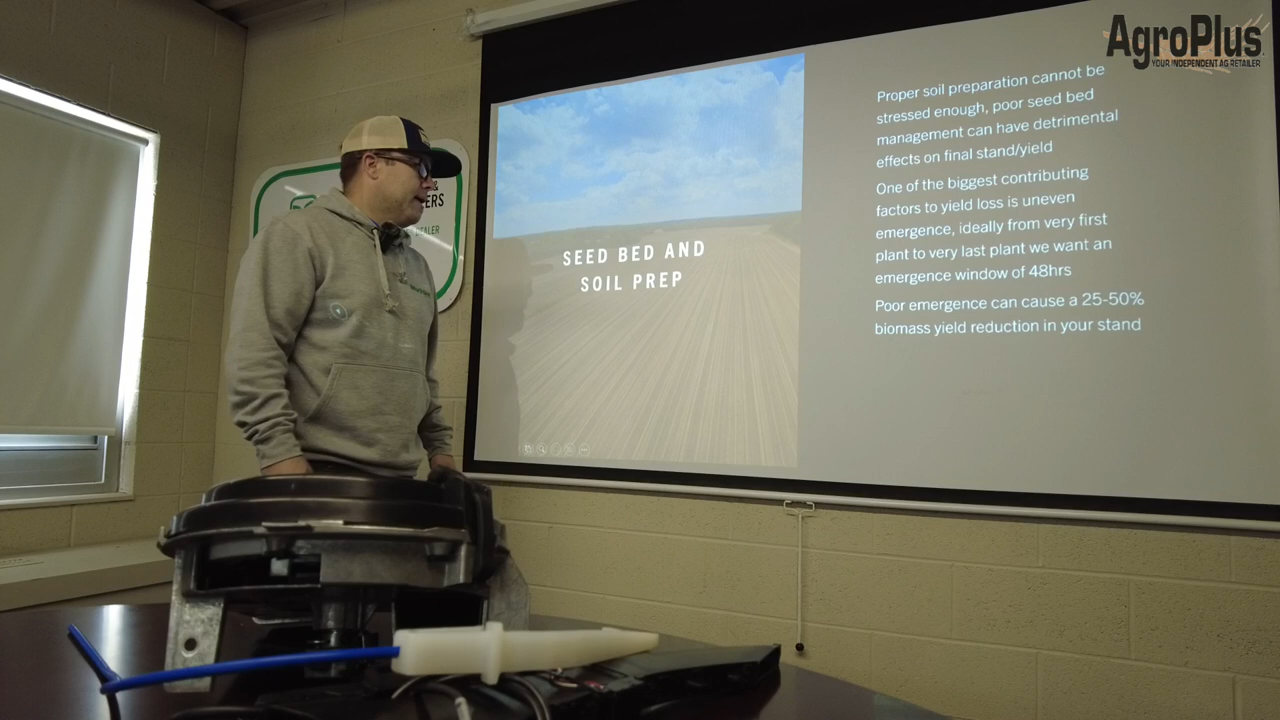 AgroPlus
YOUR INDEPENDENT AG RETAILER
Proper soil preparation cannot be
stressed enough, poor seed bed
management can have detrimental
effects on final stand/yield
One of the biggest contributing
factors to yield loss is uneven
emergence, ideally from very first
plant to very last plant we want an
emergence window of 48hrs
Poor emergence can cause a 25-50%
biomass yield reduction in your stand
SEED BED AND
SOIL PREP
&
ERS
DEALER